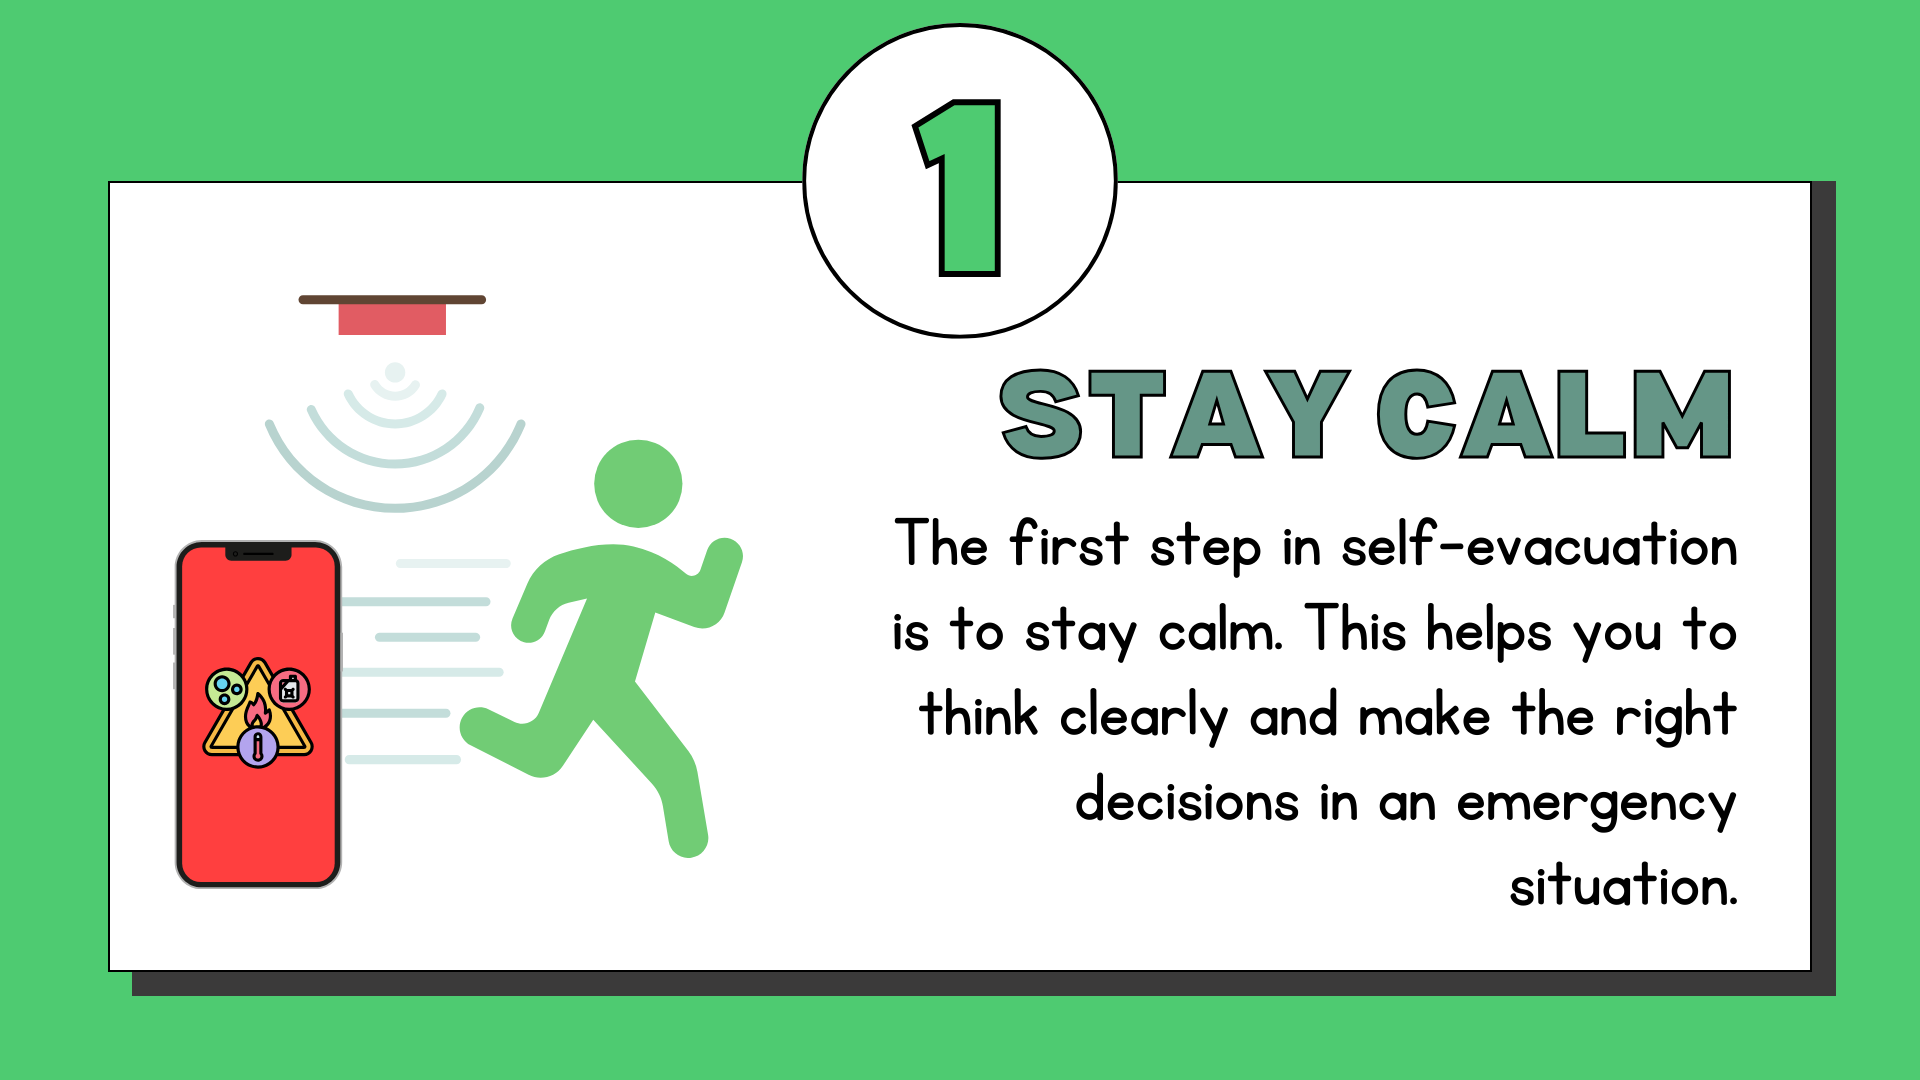 1
STAY CALM
The first step in self-evacuation
is to stay calm. This helps you to
think clearly and make the right
decisions in an emergency
situation.